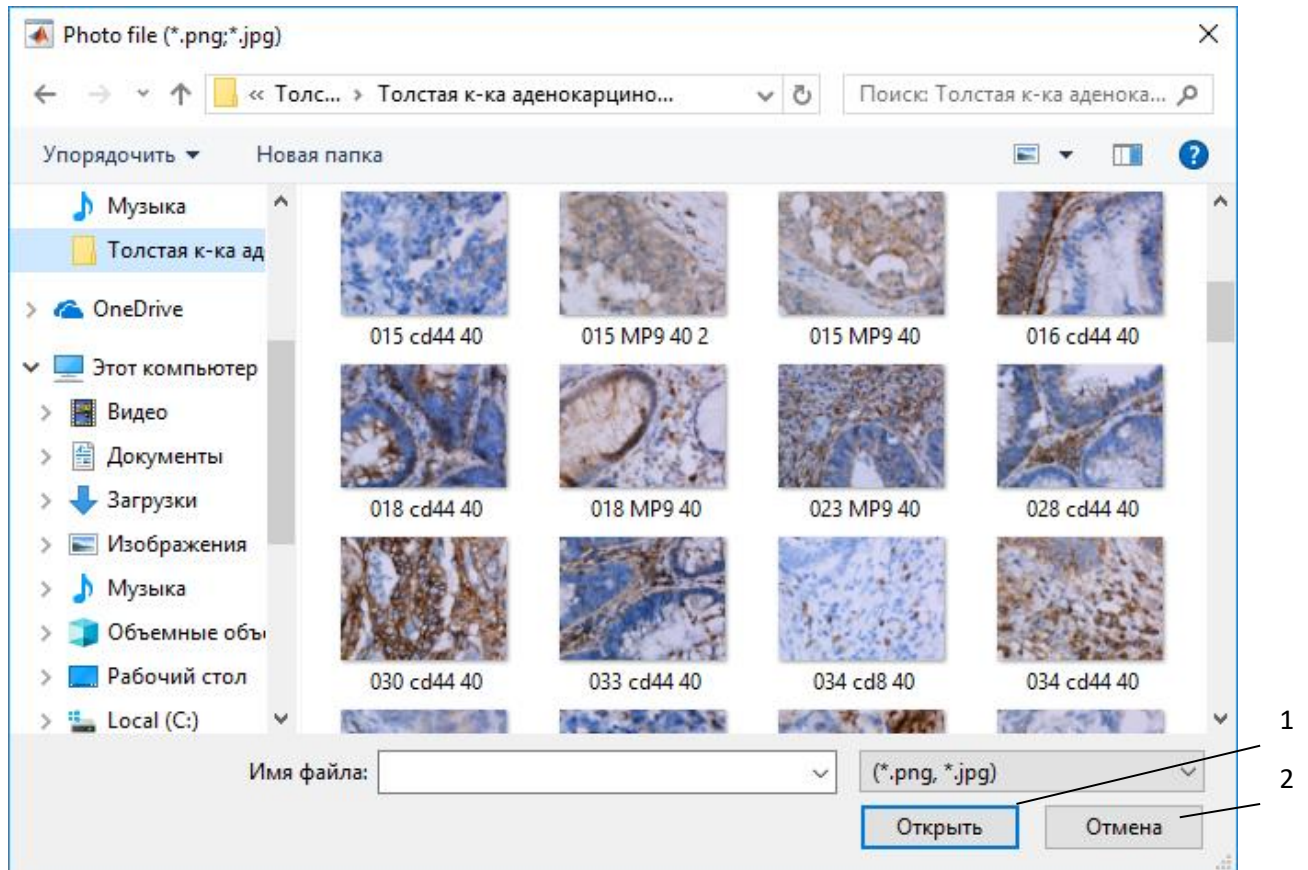 Photo file (*.png;*.jpg)
« Толс... › Толстая к-ка аденокарцино...
Поиск: Толстая к-ка аденока...
Упорядочить
Новая папка
?
Музыка
Толстая к-ка ад
OneDrive
Этот компьютер
Видео
Документы
Загрузки
Изображения
Музыка
Объемные объ
Рабочий стол
Local (C:)
015 cd44 40
015 MP9 40 2
015 MP9 40
016 cd44 40
018 cd44 40
018 MP9 40
023 MP9 40
028 cd44 40
030 cd44 40
033 cd44 40
034 cd8 40
034 cd44 40
Имя файла:
(*.png, *.jpg)
Открыть
Отмена
1
2